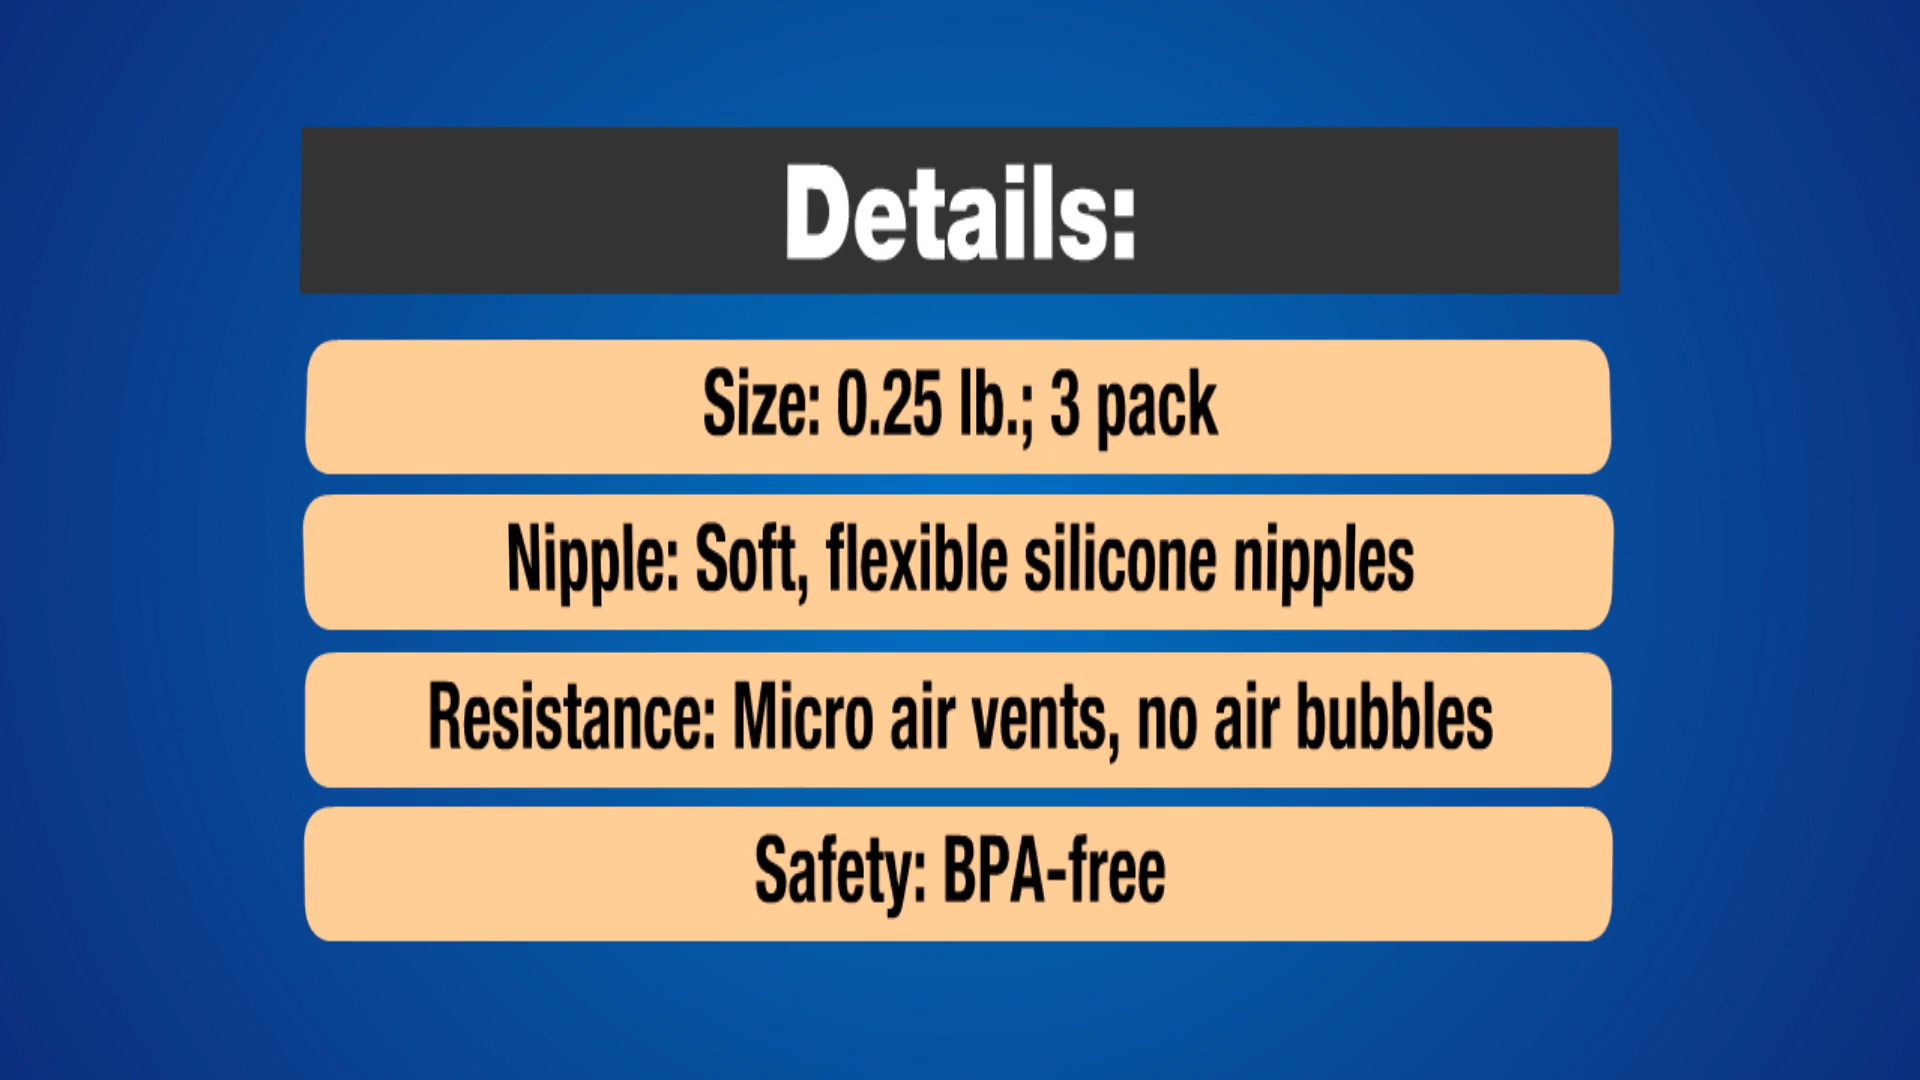 Details:
Size: 0.25 lb.; 3 pack
Nipple: Soft, flexible silicone nipples
Resistance: Micro air vents, no air bubbles
Safety: BPA-free